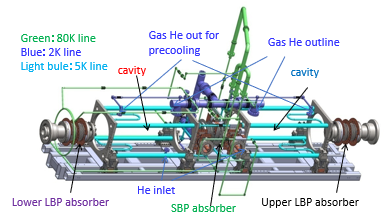 Green: 80K line
Blue: 2K line
Light bule: 5K line
Gas He out for
precooling
Gas He outline
cavity
cavity
He inlet
Lower LBP absorber
SBP absorber
Upper LBP absorber